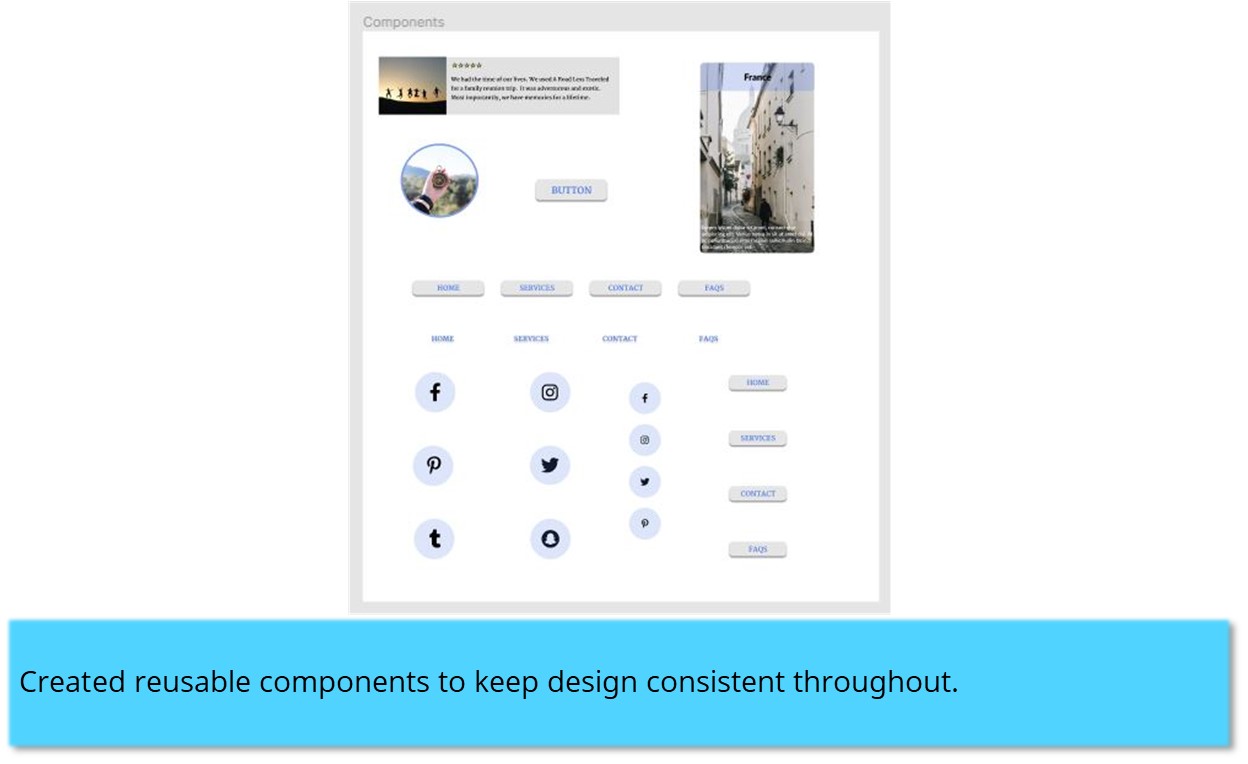 Components
We had the time of our lives. We used A Road Less Traveled
for a family reunion trip. It was adventurous and exotic.
Most importantly, we have memories for a lifetime.
France
BUTTON
HOME SERVICES CONTACT FAQS
HOME SERVICES CONTACT FAQS
HOME
SERVICES
CONTACT
FAQS
Created reusable components to keep design consistent throughout.